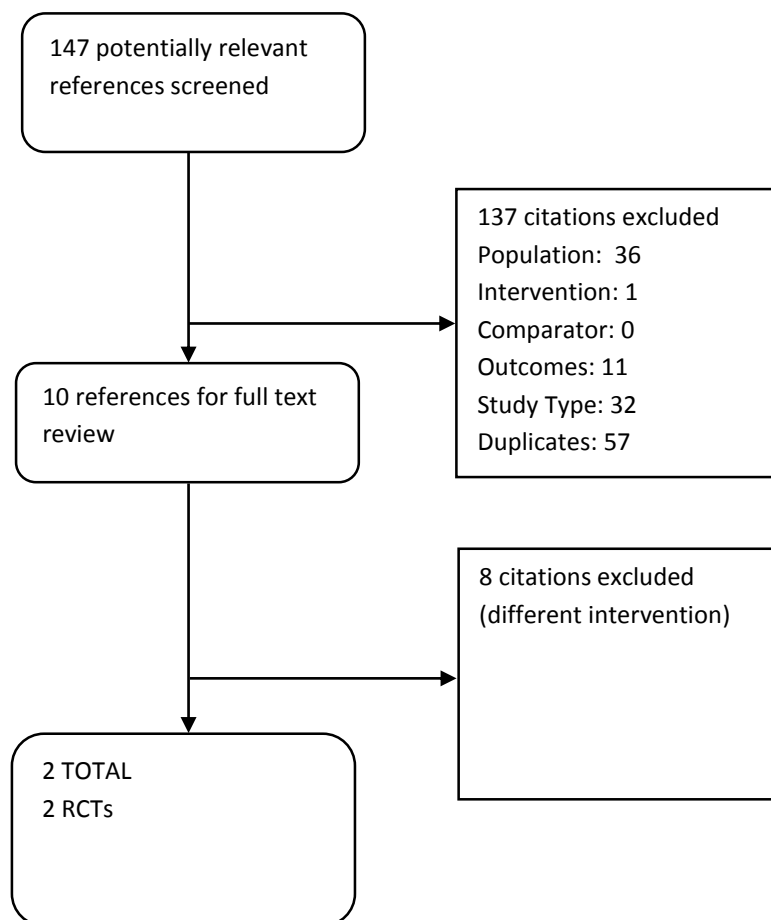 147 potentially relevant
references screened
137 citations excluded
Population:  36
Intervention: 1
Comparator: 0
Outcomes: 11
Study Type: 32
Duplicates: 57
10 references for full text
review
8 citations excluded
(different intervention)
2 TOTAL
2 RCTs